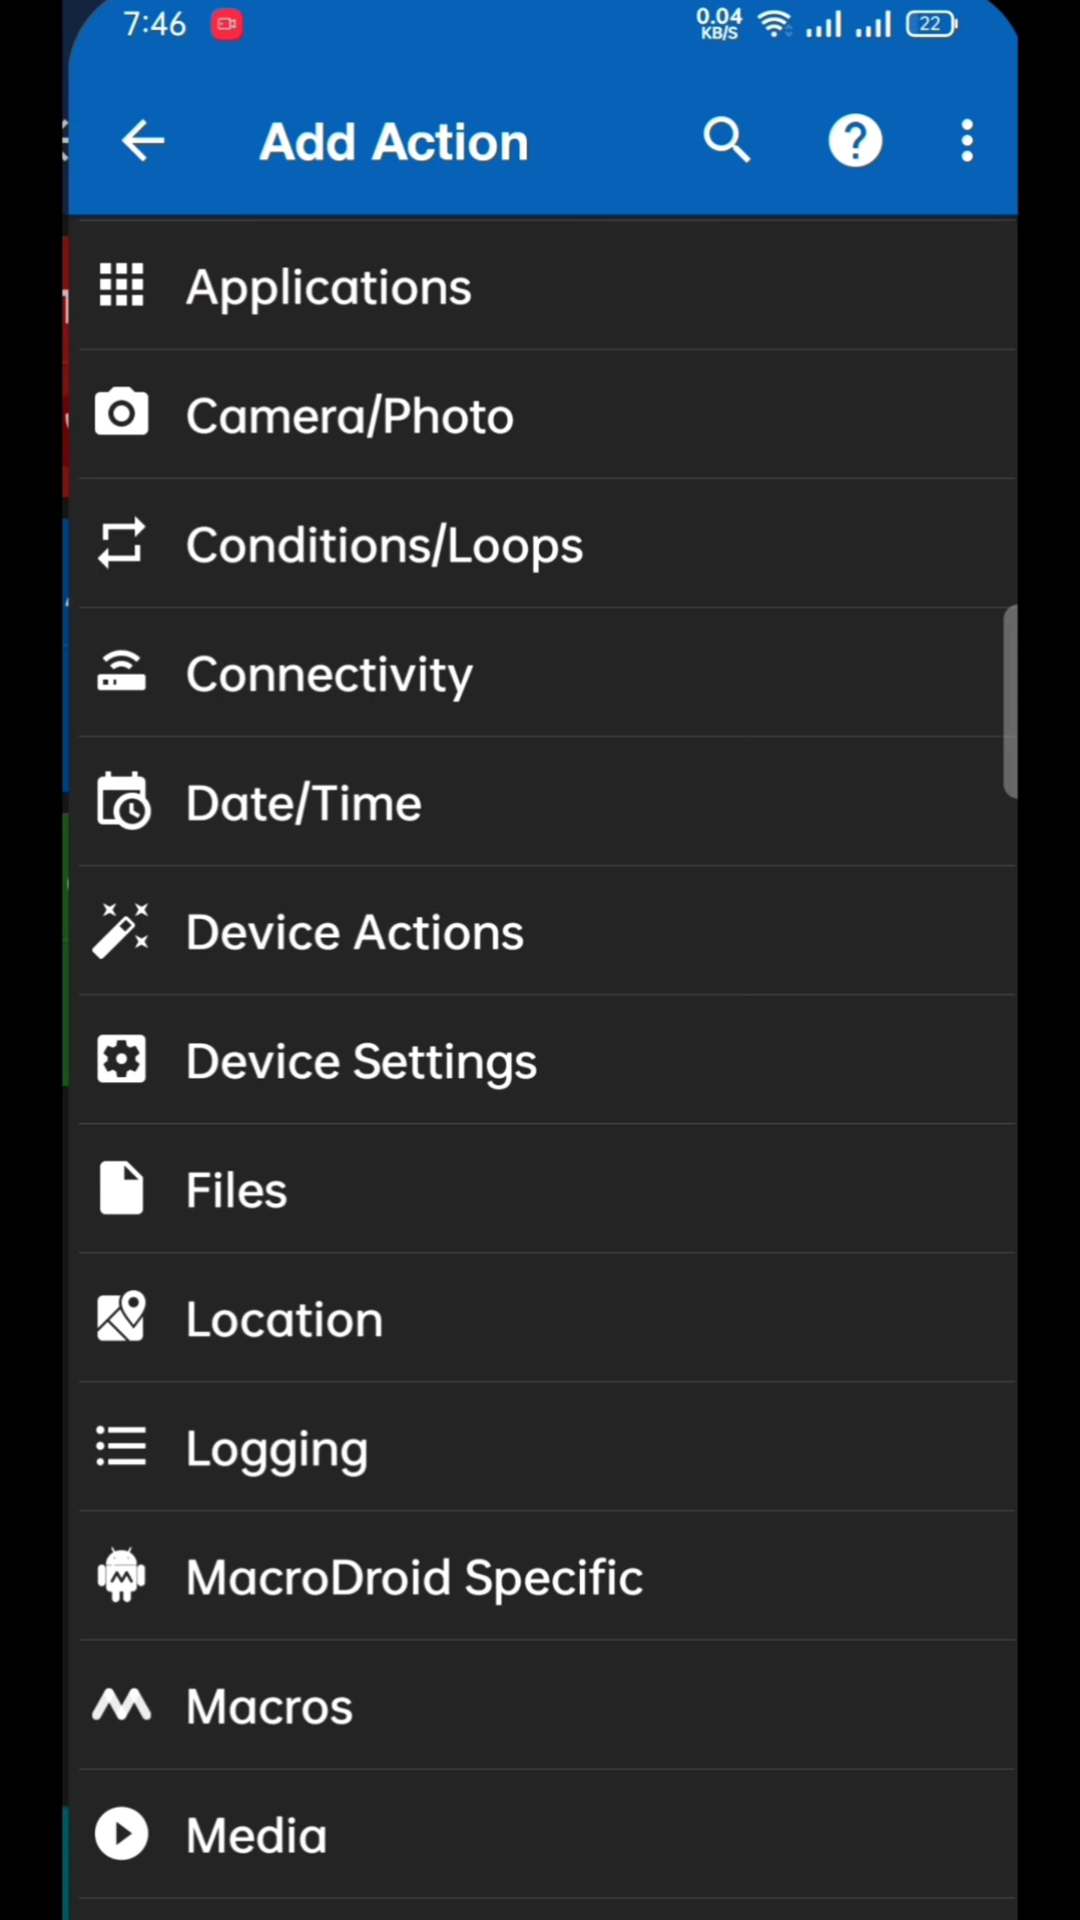 7:46
0.04
KB/S
22
Add Action
Applications
Camera/Photo
Conditions/Loops
Connectivity
Date/Time
Device Actions
Device Settings
Files
Location
Logging
MacroDroid Specific
Macros
Media